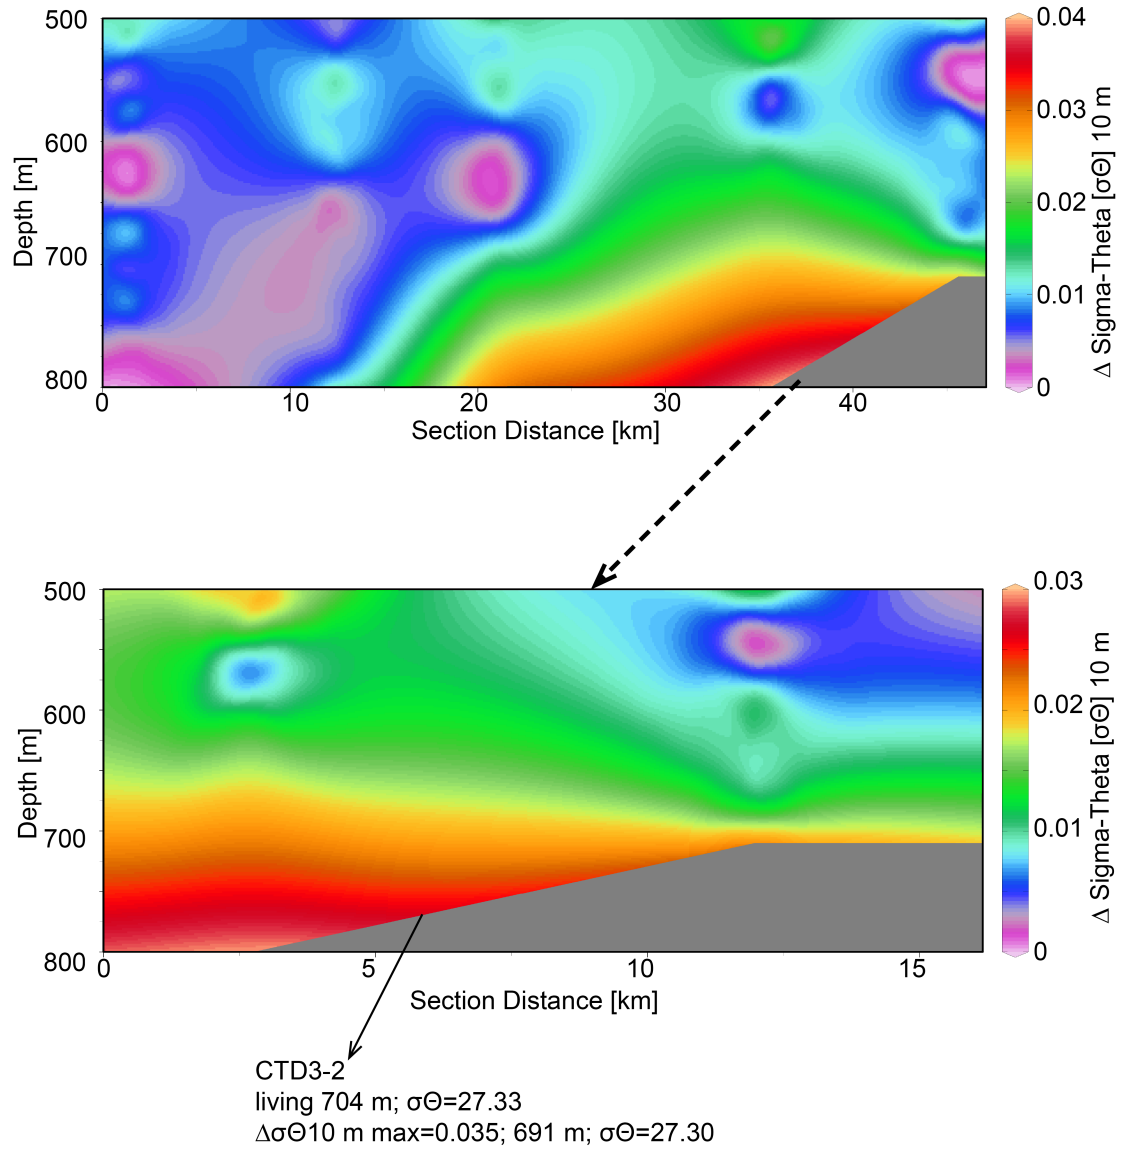 500
600
700
800
Depth [m]
0
10
20
30
40
Section Distance [km]
0.04
0.03
0.02
0.01
0
Δ Sigma-Theta [σΘ] 10 m
500
600
700
800
Depth [m]
0
5
10
15
Section Distance [km]
0.03
0.02
0.01
0
Δ Sigma-Theta [σΘ] 10 m
CTD3-2
living 704 m; σΘ=27.33
ΔσΘ10 m max=0.035; 691 m; σΘ=27.30